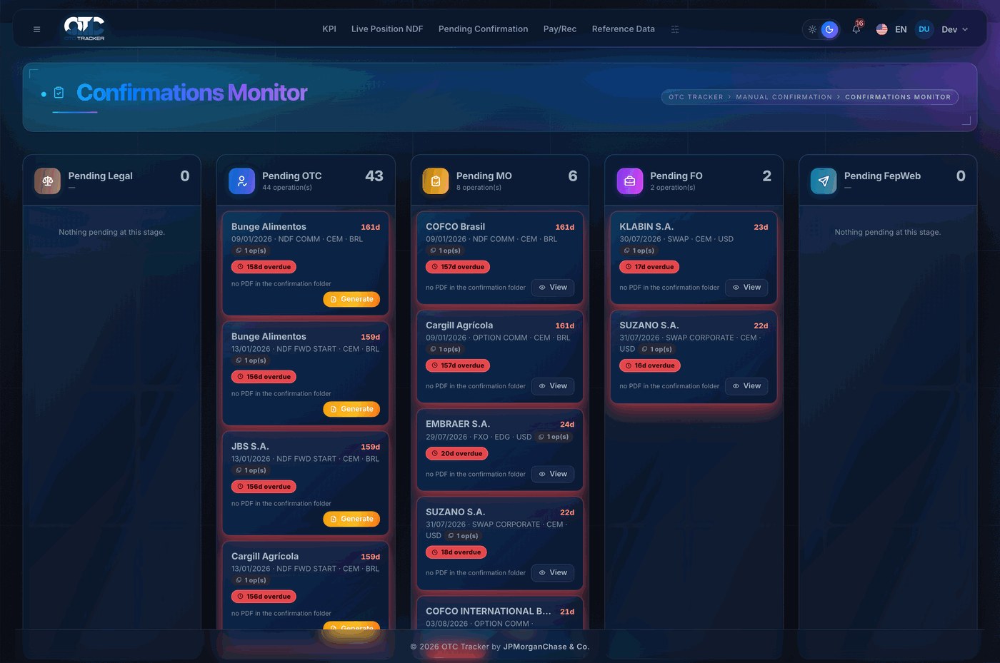 OTC
TRACKER
KPI
Live Position NDF
Pending Confirmation
Pay/Rec
Reference Data
16
EN
DU
Dev
Confirmations Monitor
OTC TRACKER > MANUAL CONFIRMATION > CONFIRMATIONS MONITOR
Pending Legal
0
—
Nothing pending at this stage.
Pending OTC
43
44 operation(s)
Bunge Alimentos
161d
09/01/2026 · NDF COMM · CEM · BRL
1 op(s)
158d overdue
no PDF in the confirmation folder
Generate
Bunge Alimentos
159d
13/01/2026 · NDF FWD START · CEM · BRL
1 op(s)
156d overdue
no PDF in the confirmation folder
Generate
JBS S.A.
159d
13/01/2026 · NDF FWD START · CEM · BRL
1 op(s)
156d overdue
no PDF in the confirmation folder
Generate
Cargill Agrícola
159d
13/01/2026 · NDF FWD START · CEM · BRL
1 op(s)
156d overdue
no PDF in the confirmation folder
Generate
Pending MO
6
8 operation(s)
COFCO Brasil
161d
09/01/2026 · NDF COMM · CEM · BRL
1 op(s)
157d overdue
no PDF in the confirmation folder
View
Cargill Agrícola
161d
09/01/2026 · OPTION COMM · CEM · BRL
1 op(s)
157d overdue
no PDF in the confirmation folder
View
EMBRAER S.A.
24d
29/07/2026 · FXO · EDG · USD 1 op(s)
20d overdue
no PDF in the confirmation folder
View
SUZANO S.A.
22d
31/07/2026 · SWAP CORPORATE · CEM ·
USD 1 op(s)
18d overdue
no PDF in the confirmation folder
View
COFCO INTERNATIONAL B...
21d
03/08/2026 · OPTION COMM ·
Pending FO
2
2 operation(s)
KLABIN S.A.
23d
30/07/2026 · SWAP · CEM · USD
1 op(s)
17d overdue
no PDF in the confirmation folder
View
SUZANO S.A.
22d
31/07/2026 · SWAP CORPORATE · CEM ·
USD 1 op(s)
16d overdue
no PDF in the confirmation folder
View
Pending FepWeb
0
—
Nothing pending at this stage.
© 2026 OTC Tracker by JPMorganChase & Co.